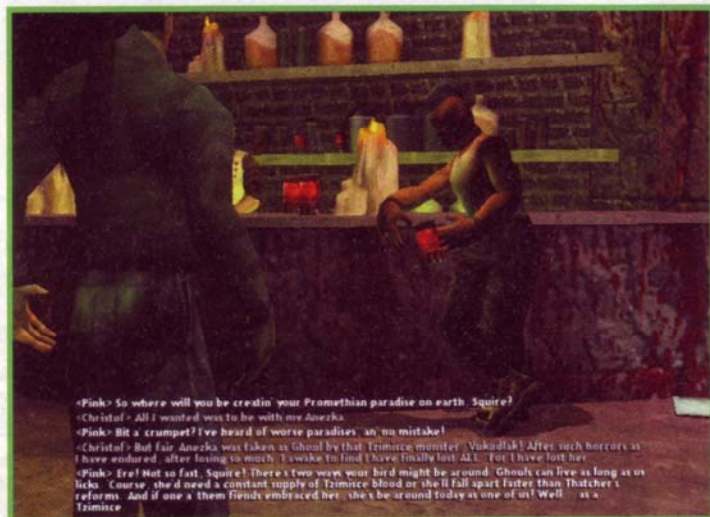 <Pink> So where will you be creatin' your Promethian paradise on earth, Squire?
<Christof> All I wanted was to be with my Anezka.
<Pink> Bit a' crumpet? I've heard of worse paradises, an' no mistake!
<Christof> But fair Anezka was taken as Ghoul by that Tzimisce monster, Vukodlak! After such horrors as
I have endured, after losing so much, I awake to find I have finally lost ALL. For I have lost her.
<Pink> Ere! Not so fast, Squire! There's two ways your bird might be around. Ghouls can live as long as us
licks. 'Course, she'd need a constant supply of Tzimisce blood or she'll fall apart faster than Thatcher's
reforms. And if one a' them fiends embraced her, she's be around today as one of us! Well... as a
Tzimisce